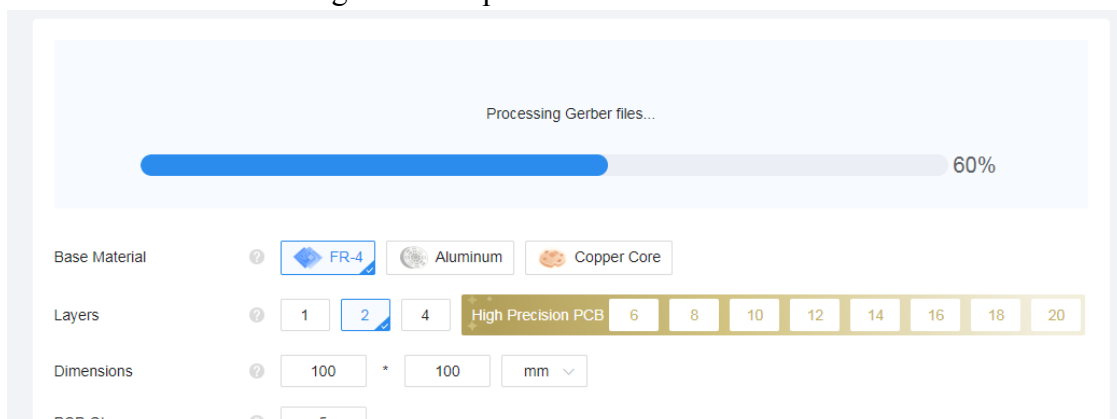 Processing Gerber files...
60%
Base Material ? FR-4 Aluminum Copper Core
Layers ? 1 2 4 High Precision PCB 6 8 10 12 14 16 18 20
Dimensions ? 100 * 100 mm